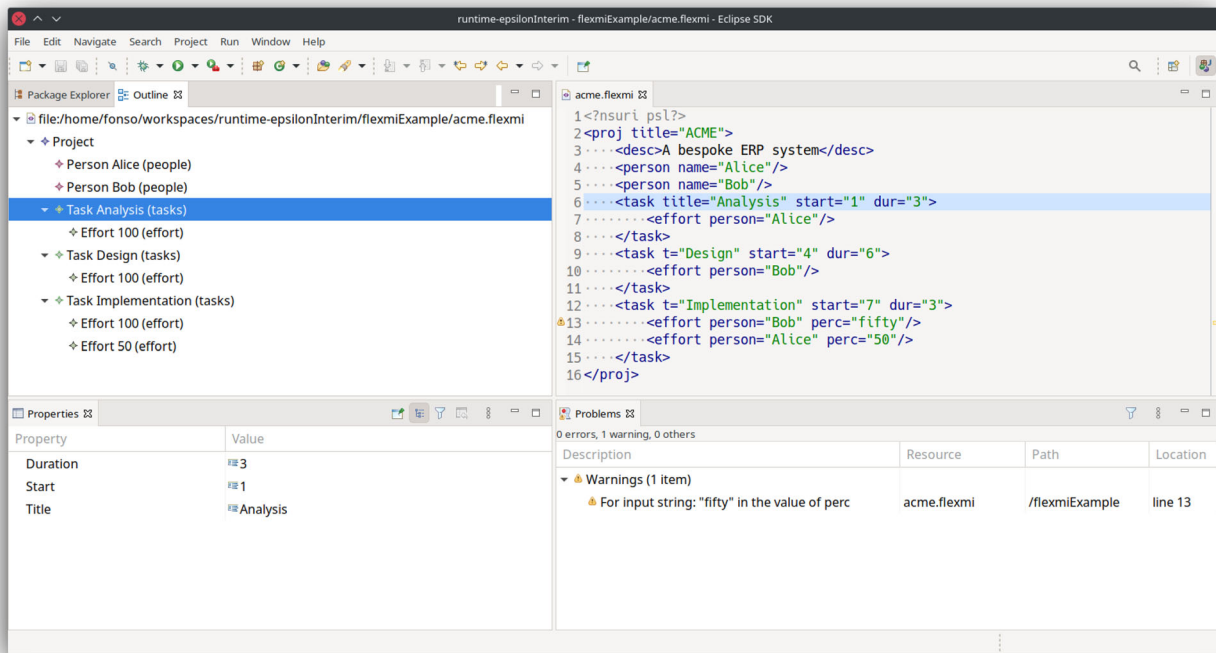 runtime-epsilonInterim - flexmiExample/acme.flexmi - Eclipse SDK
File Edit Navigate Search Project Run Window Help
Package Explorer Outline
file:/home/fonso/workspaces/runtime-epsilonInterim/flexmiExample/acme.flexmi
Project
Person Alice (people)
Person Bob (people)
Task Analysis (tasks)
Effort 100 (effort)
Task Design (tasks)
Effort 100 (effort)
Task Implementation (tasks)
Effort 100 (effort)
Effort 50 (effort)
acme.flexmi
1 <?nsuri psl?>
2 <proj title="ACME">
3 ····<desc>A bespoke ERP system</desc>
4 ····<person name="Alice"/>
5 ····<person name="Bob"/>
6 ····<task title="Analysis" start="1" dur="3">
7 ········<effort person="Alice"/>
8 ····</task>
9 ····<task t="Design" start="4" dur="6">
10 ········<effort person="Bob"/>
11 ····</task>
12 ····<task t="Implementation" start="7" dur="3">
13 ········<effort person="Bob" perc="fifty"/>
14 ········<effort person="Alice" perc="50"/>
15 ····</task>
16 </proj>
Properties
Property Value
Duration 3
Start 1
Title Analysis
Problems
0 errors, 1 warning, 0 others
Description Resource Path Location
Warnings (1 item)
For input string: "fifty" in the value of perc acme.flexmi /flexmiExample line 13